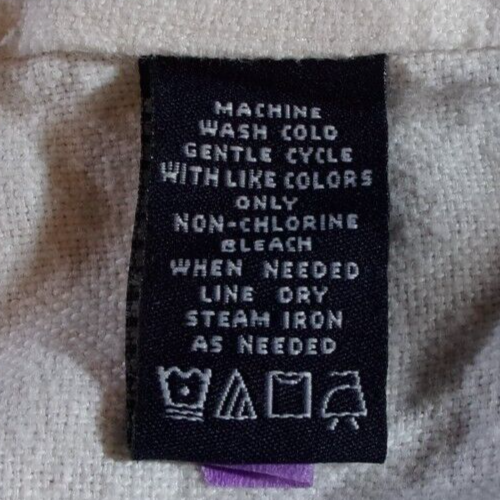 MACHINE
WASH COLD
GENTLE CYCLE
WITH LIKE COLORS
ONLY
NON-CHLORINE
BLEACH
WHEN NEEDED
LINE DRY
STEAM IRON
AS NEEDED